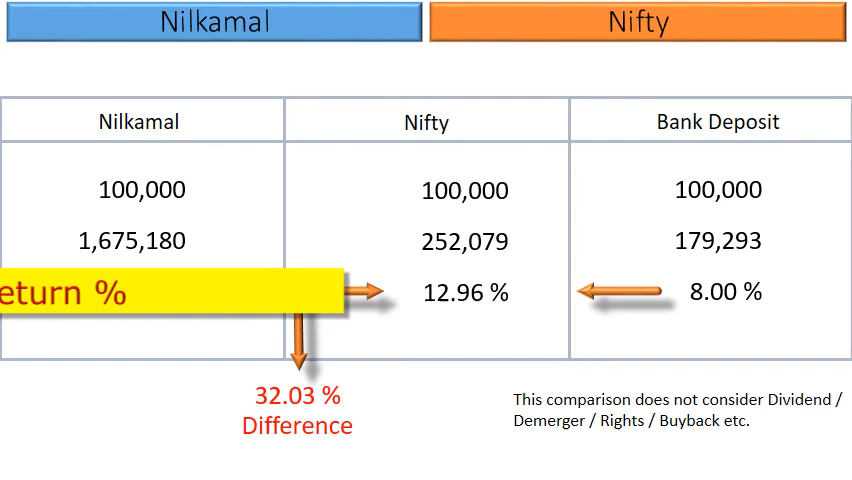 Nilkamal Nifty
Nilkamal Nifty Bank Deposit
100,000 100,000 100,000
1,675,180 252,079 179,293
eturn % 12.96 % 8.00 %
32.03 %
Difference
This comparison does not consider Dividend /
Demerger / Rights / Buyback etc.